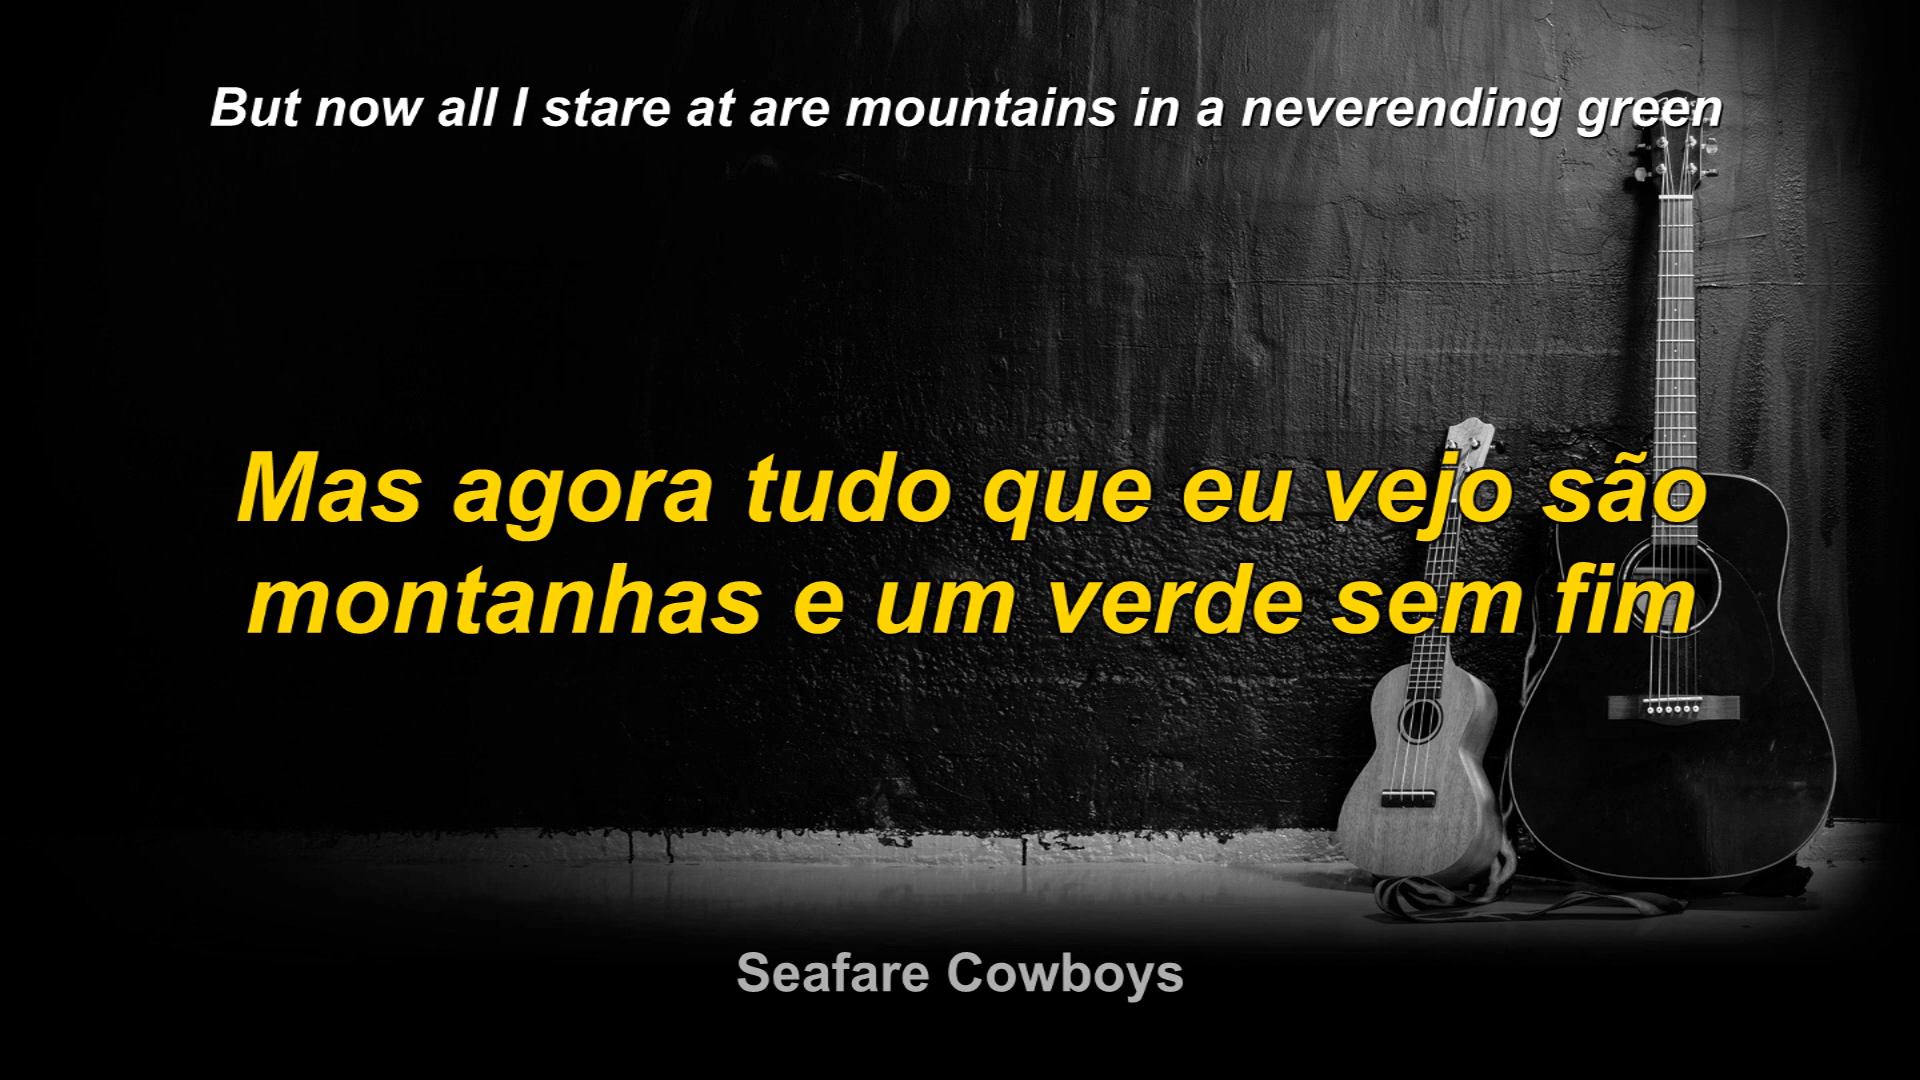 But now all I stare at are mountains in a neverending green
Mas agora tudo que eu vejo são
montanhas e um verde sem fim
Seafare Cowboys